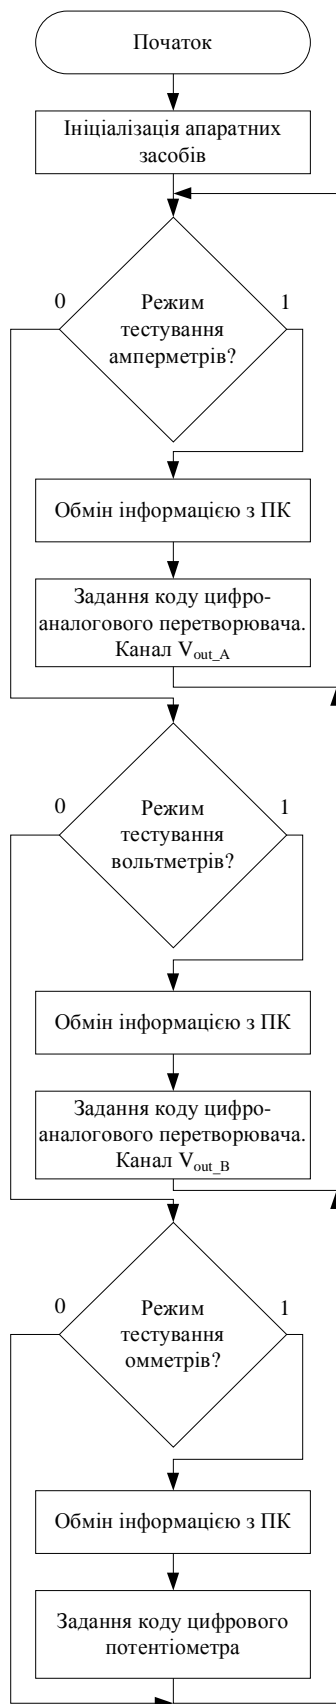 Початок
Ініціалізація апаратних
засобів
0
1
Режим
тестування
амперметрів?
Обмін інформацією з ПК
Задання коду цифро-
аналогового перетворювача.
Канал Vout_A
0
1
Режим
тестування
вольтметрів?
Обмін інформацією з ПК
Задання коду цифро-
аналогового перетворювача.
Канал Vout_B
0
1
Режим
тестування
омметрів?
Обмін інформацією з ПК
Задання коду цифрового
потентіометра